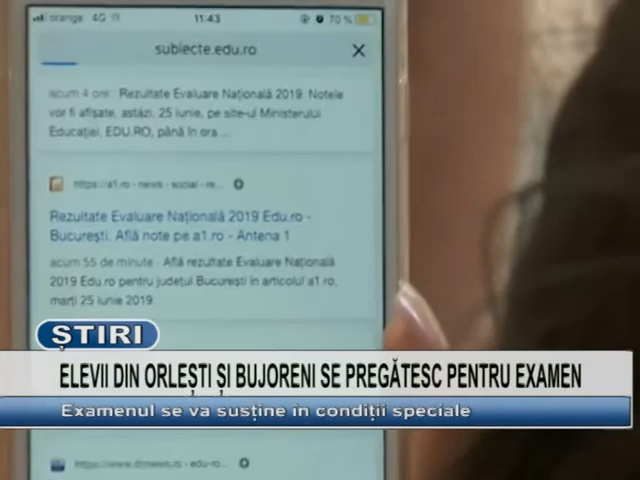 orange 4G 11:43 70 %
subiecte.edu.ro
acum 4 ore · Rezultate Evaluare Națională 2019. Notele
vor fi afișate, astăzi, 25 iunie, pe site-ul Ministerului
Educației, EDU.RO, până în ora ...
https://a1.ro › news › social › re...
Rezultate Evaluare Națională 2019 Edu.ro -
București. Află note pe a1.ro - Antena 1
acum 55 de minute · Află rezultate Evaluare Națională
2019 Edu.ro pentru județul București în articolul a1.ro,
marți 25 iunie 2019.
ȘTIRI
ELEVII DIN ORLEȘTI ȘI BUJORENI SE PREGĂTESC PENTRU EXAMEN
Examenul se va susține în condiții speciale
edu-ro...